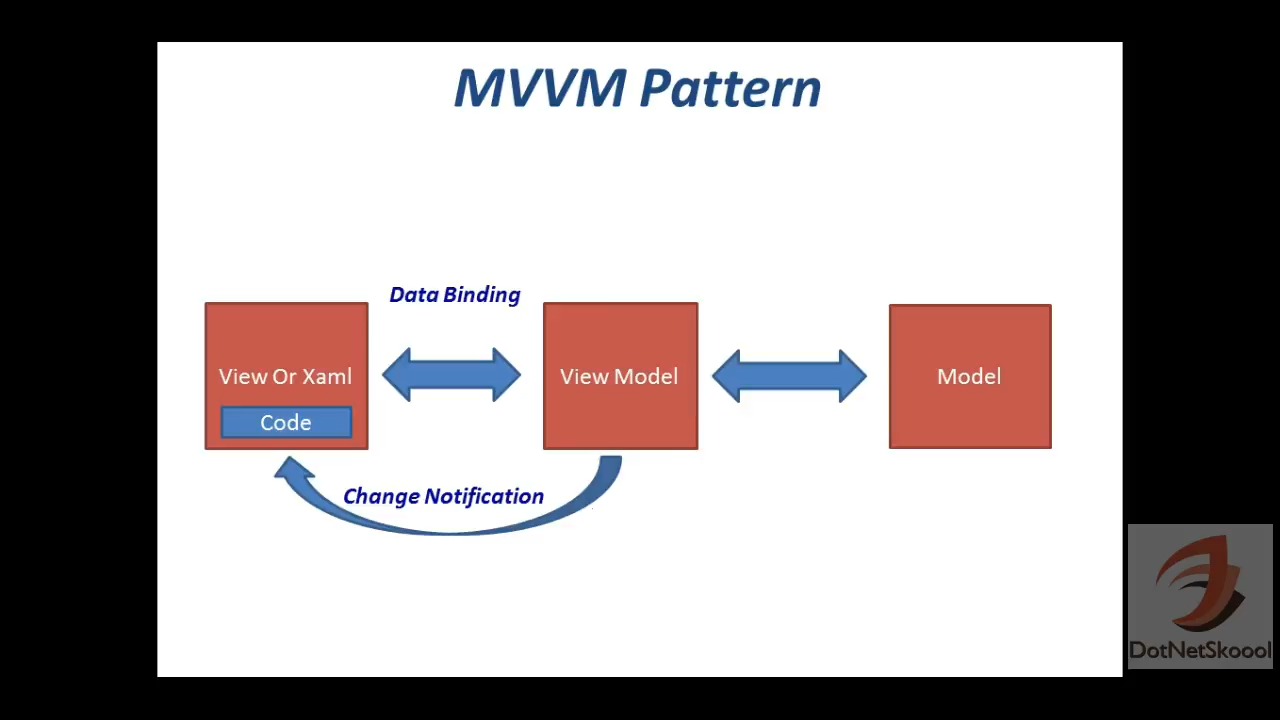 MVVM Pattern
Data Binding
View Or Xaml
View Model
Model
Code
Change Notification
DotNetSkoool